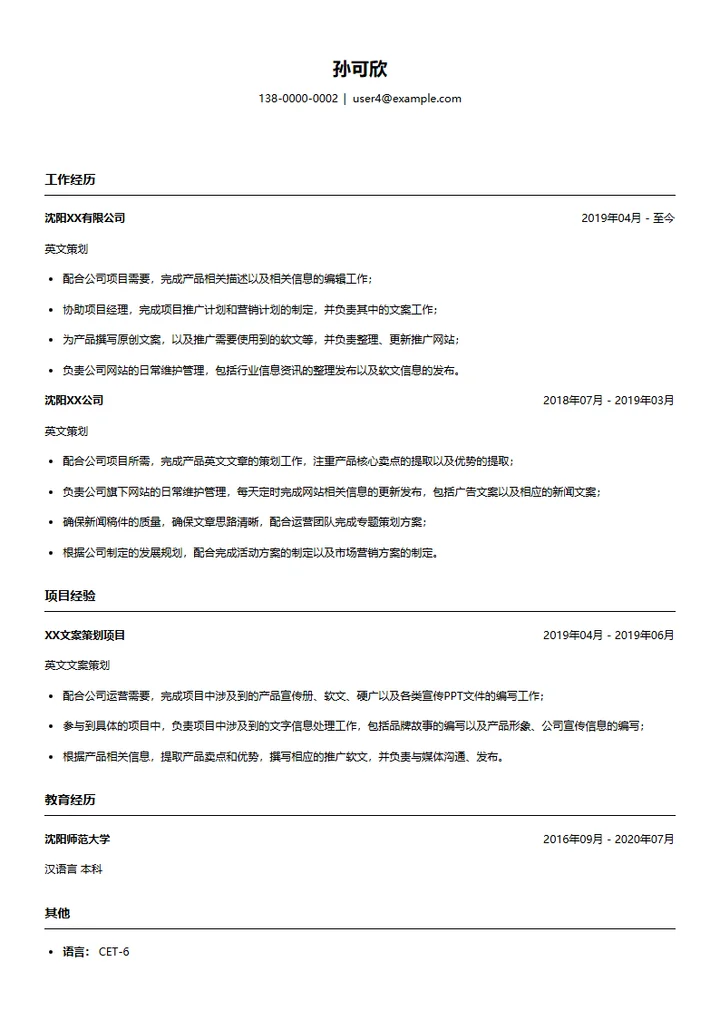 孙可欣
138-0000-0002 | user4@example.com
工作经历
沈阳XX有限公司 2019年04月 - 至今
英文策划
• 配合公司项目需要，完成产品相关描述以及相关信息的编辑工作；
• 协助项目经理，完成项目推广计划和营销计划的制定，并负责其中的文案工作；
• 为产品撰写原创文案，以及推广需要使用到的软文等，并负责整理、更新推广网站；
• 负责公司网站的日常维护管理，包括行业信息资讯的整理发布以及软文信息的发布。
沈阳XX公司 2018年07月 - 2019年03月
英文策划
• 配合公司项目所需，完成产品英文文章的策划工作，注重产品核心卖点的提取以及优势的提取；
• 负责公司旗下网站的日常维护管理，每天定时完成网站相关信息的更新发布，包括广告文案以及相应的新闻文案；
• 确保新闻稿件的质量，确保文章思路清晰，配合运营团队完成专题策划方案；
• 根据公司制定的发展规划，配合完成活动方案的制定以及市场营销方案的制定。
项目经验
XX文案策划项目 2019年04月 - 2019年06月
英文文案策划
• 配合公司运营需要，完成项目中涉及到的产品宣传册、软文、硬广以及各类宣传PPT文件的编写工作；
• 参与到具体的项目中，负责项目中涉及到的文字信息处理工作，包括品牌故事的编写以及产品形象、公司宣传信息的编写；
• 根据产品相关信息，提取产品卖点和优势，撰写相应的推广软文，并负责与媒体沟通、发布。
教育经历
沈阳师范大学 2016年09月 - 2020年07月
汉语言 本科
其他
• 语言： CET-6